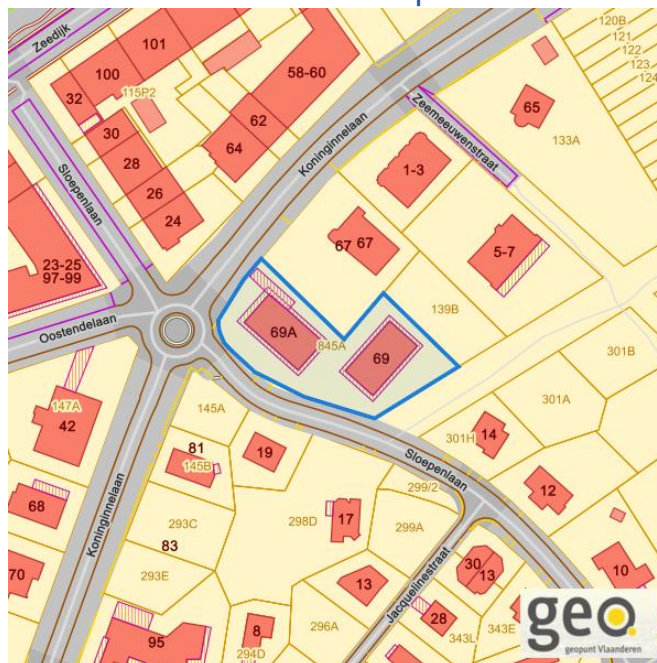 Zeedijk
101
100
32
115P2
58-60
120B
121
122
123
124
65
133A
Zeemeeuwenstraat
Koninginnelaan
62
64
30
28
26
24
Sloepenlaan
1-3
67 67
5-7
23-25
97-99
Oostendelaan
69A
845A
69
139B
301B
301A
147A
42
145A
81
145B
19
Sloepenlaan
301H
14
12
299/2
299A
298D
17
68
Koninginnelaan
293C
83
293E
70
95
8
294D
13
296A
Jacquelinestraat
30
13
28
343L
343E
10
geo.
geopunt Vlaanderen